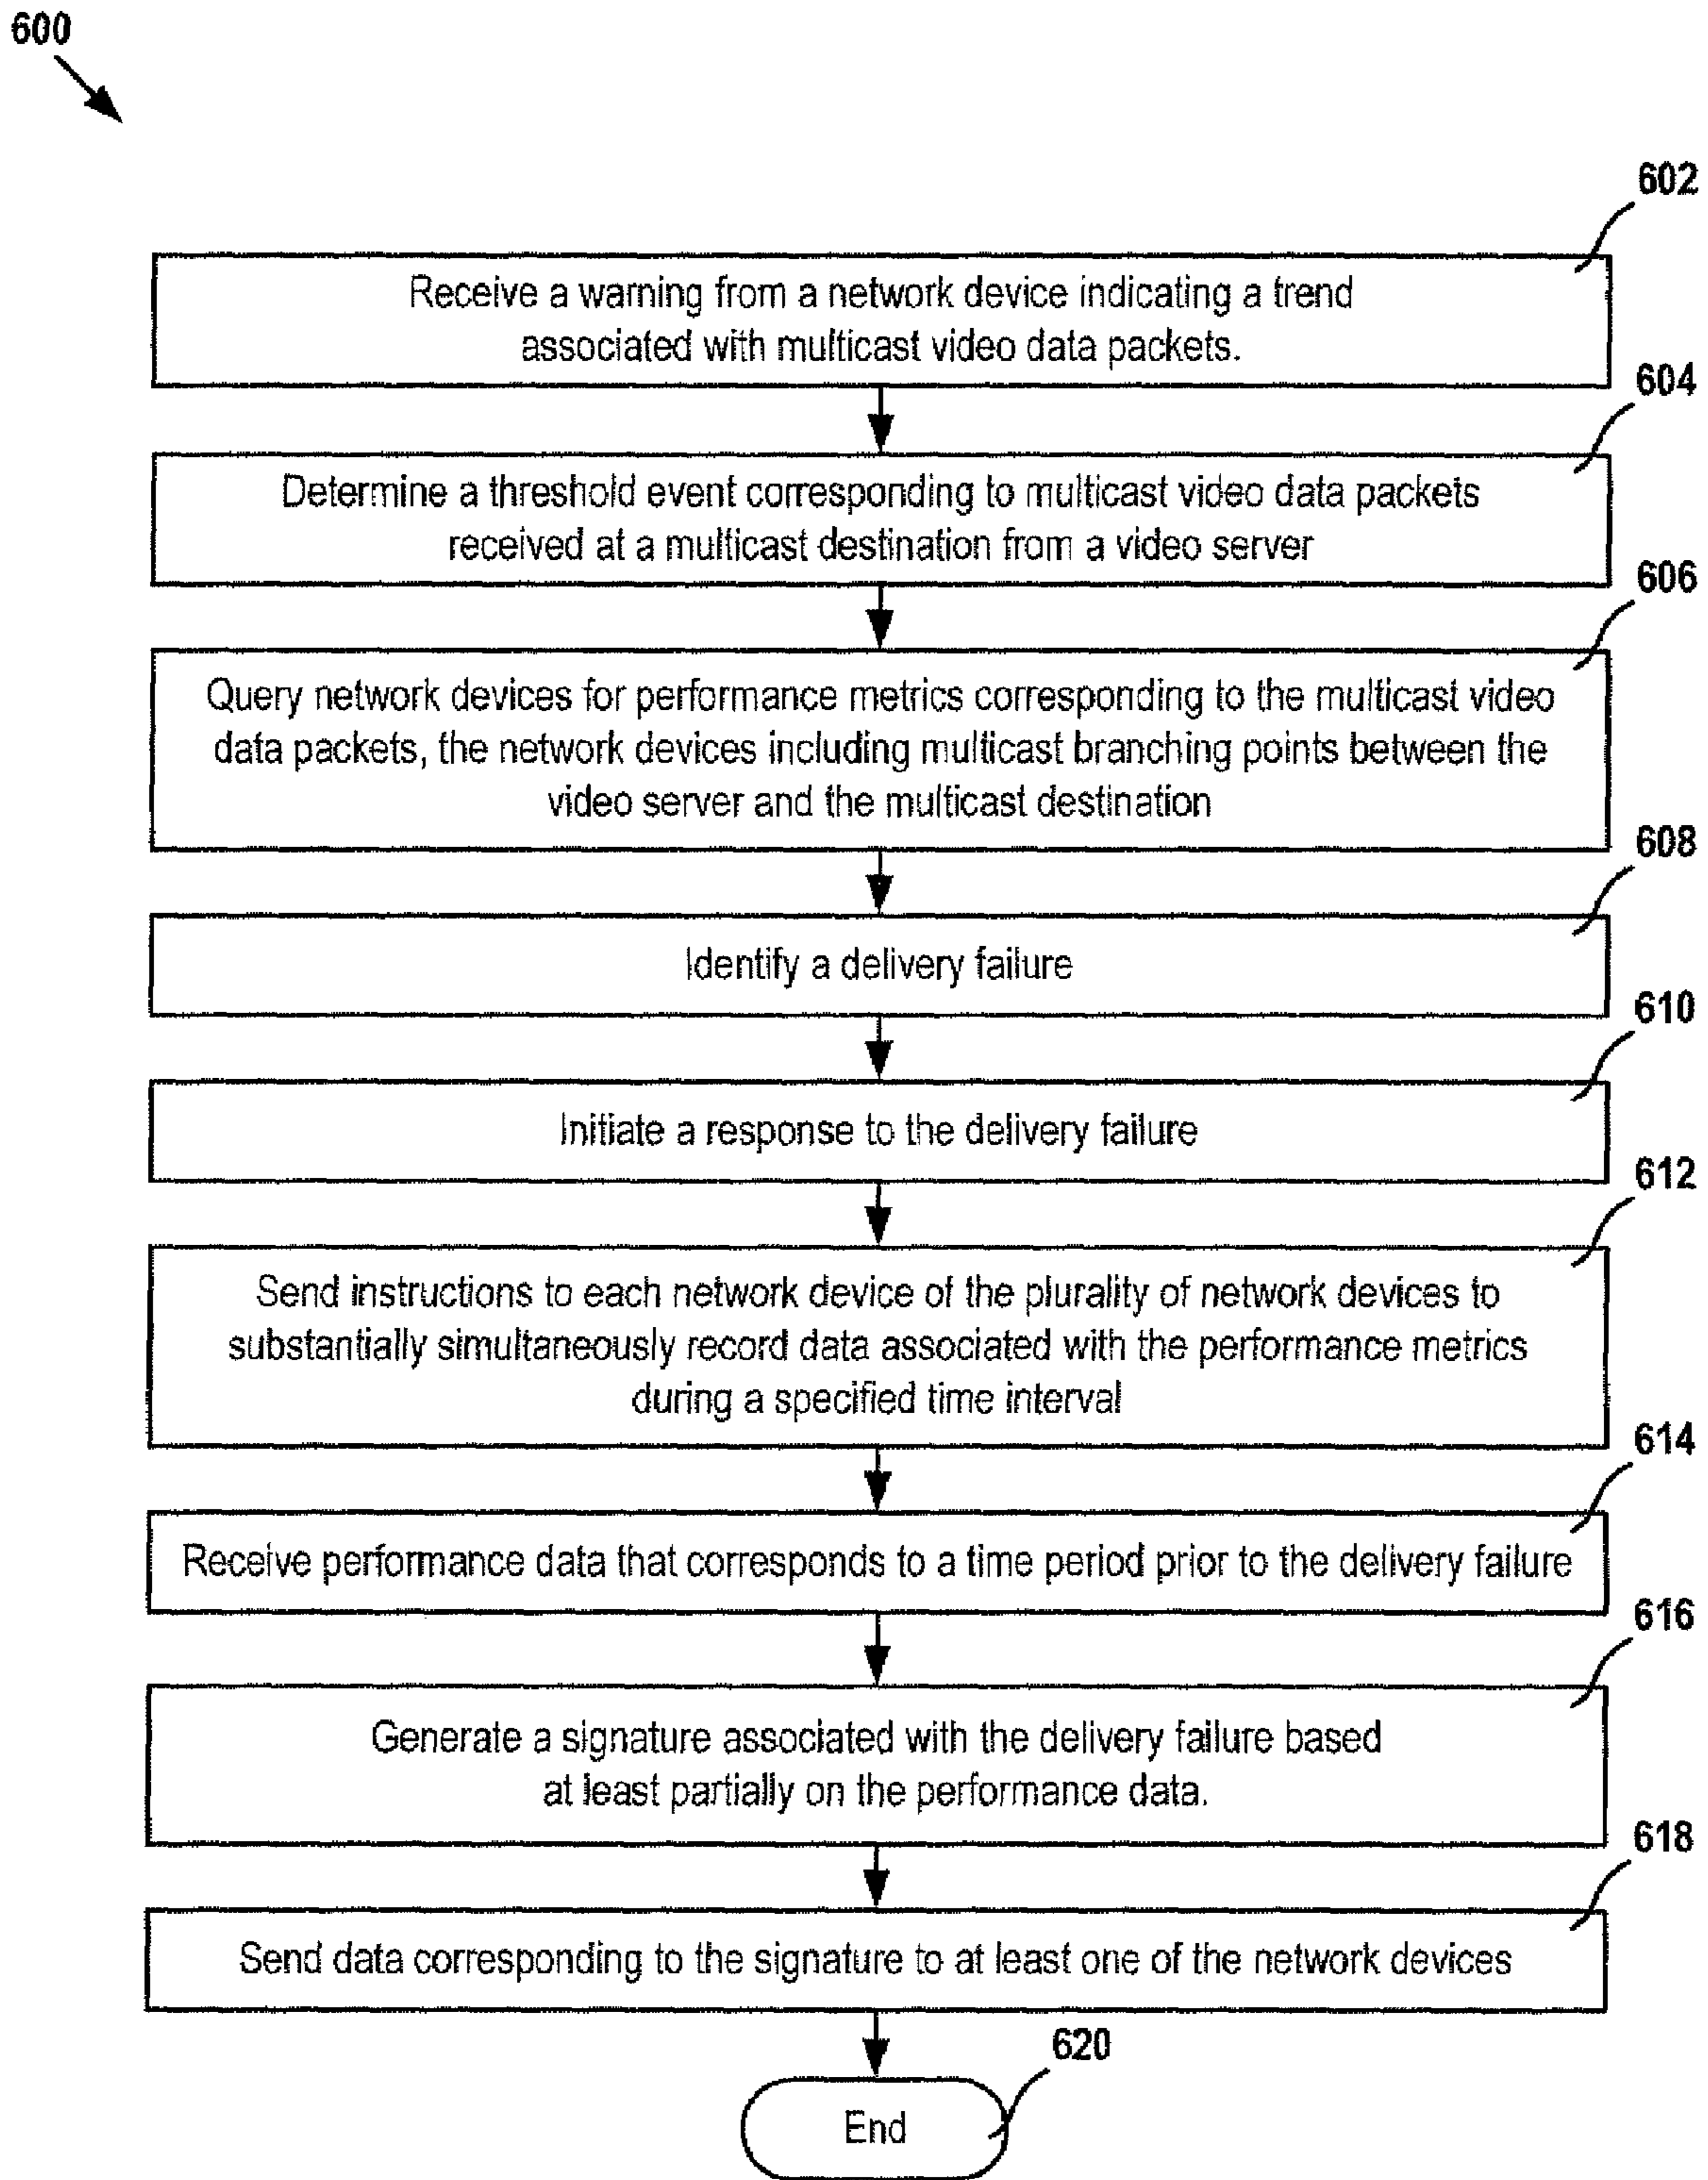 600
602
Receive a warning from a network device indicating a trend
associated with multicast video data packets.
604
Determine a threshold event corresponding to multicast video data packets
received at a multicast destination from a video server
606
Query network devices for performance metrics corresponding to the multicast video
data packets, the network devices including multicast branching points between the
video server and the multicast destination
608
Identify a delivery failure
610
Initiate a response to the delivery failure
612
Send instructions to each network device of the plurality of network devices to
substantially simultaneously record data associated with the performance metrics
during a specified time interval
614
Receive performance data that corresponds to a time period prior to the delivery failure
616
Generate a signature associated with the delivery failure based
at least partially on the performance data.
618
Send data corresponding to the signature to at least one of the network devices
620
End